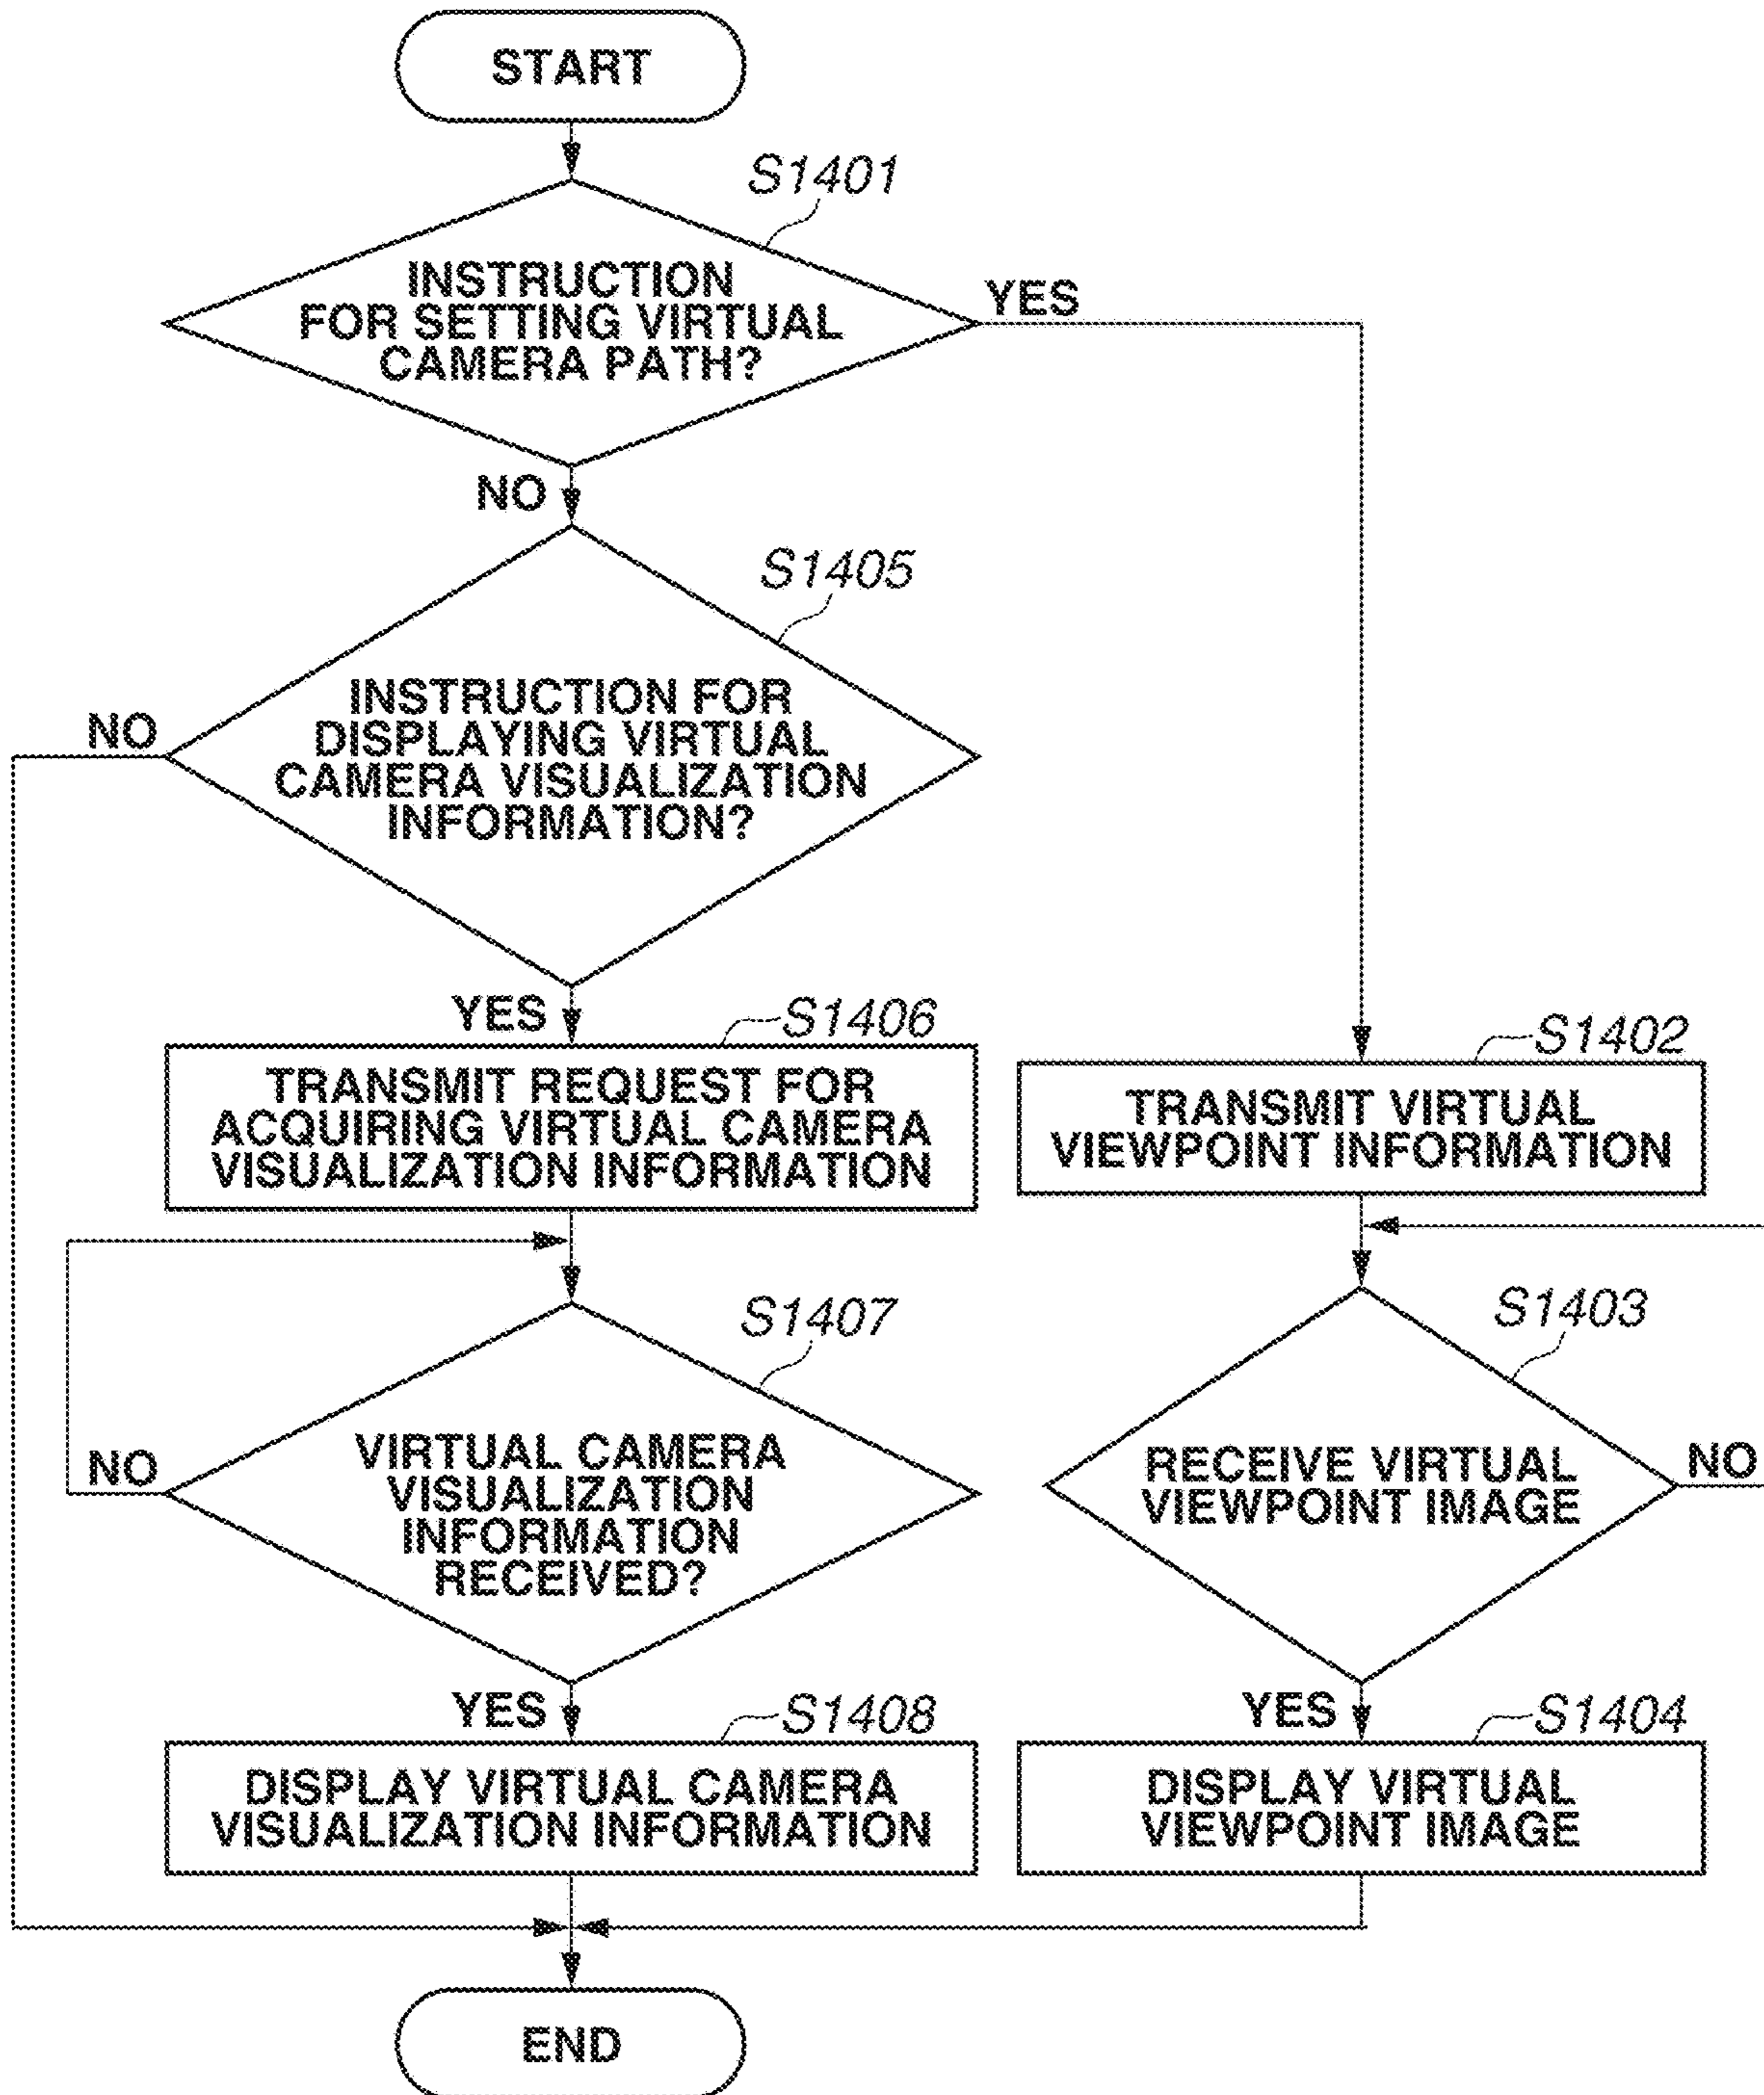 START
S1401
INSTRUCTION
FOR SETTING VIRTUAL
CAMERA PATH?
YES
NO
S1405
INSTRUCTION FOR
DISPLAYING VIRTUAL
CAMERA VISUALIZATION
INFORMATION?
NO
YES
S1406
TRANSMIT REQUEST FOR
ACQUIRING VIRTUAL CAMERA
VISUALIZATION INFORMATION
S1402
TRANSMIT VIRTUAL
VIEWPOINT INFORMATION
S1407
VIRTUAL CAMERA
VISUALIZATION
INFORMATION
RECEIVED?
NO
S1403
RECEIVE VIRTUAL
VIEWPOINT IMAGE
NO
YES
S1408
DISPLAY VIRTUAL CAMERA
VISUALIZATION INFORMATION
YES
S1404
DISPLAY VIRTUAL
VIEWPOINT IMAGE
END